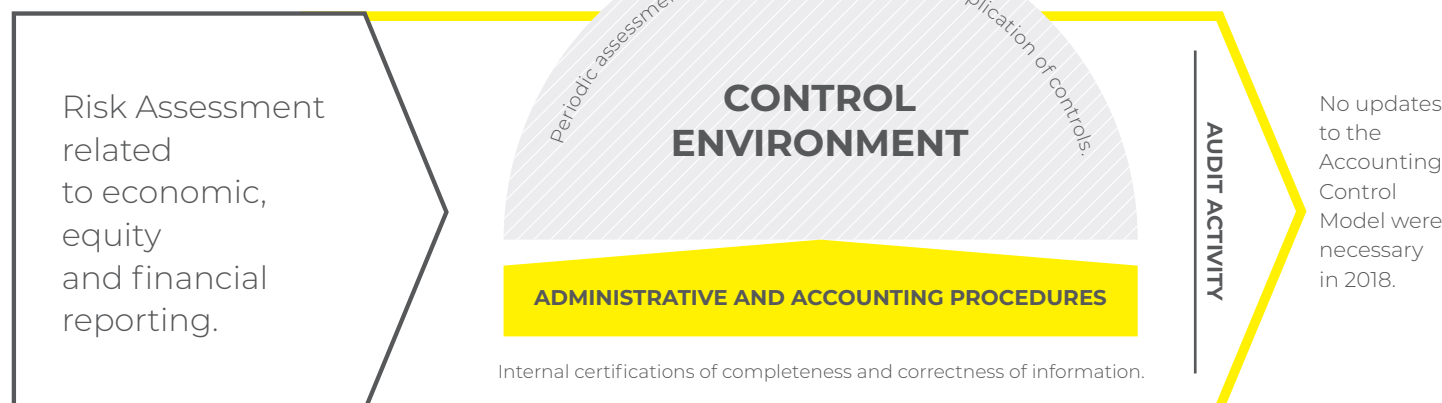 Risk Assessment
related
to economic,
equity
and financial
reporting.
Periodic
of controls.
CONTROL
ENVIRONMENT
ADMINISTRATIVE AND ACCOUNTING PROCEDURES
Internal certifications of completeness and correctness of information.
AUDIT ACTIVITY
No updates
to the
Accounting
Control
Model were
necessary
in 2018.